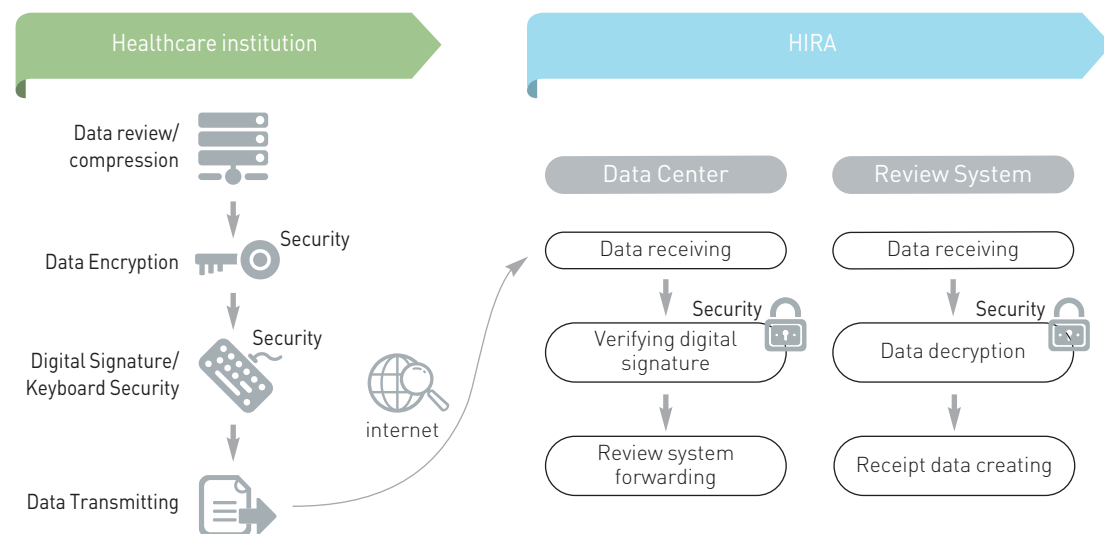 Healthcare institution
HIRA
Data review/
compression
Security
Data Encryption
Security
Digital Signature/
Keyboard Security
internet
Data Transmitting
Data Center
Data receiving
Security
Verifying digital
signature
Review system
forwarding
Review System
Data receiving
Security
Data decryption
Receipt data creating